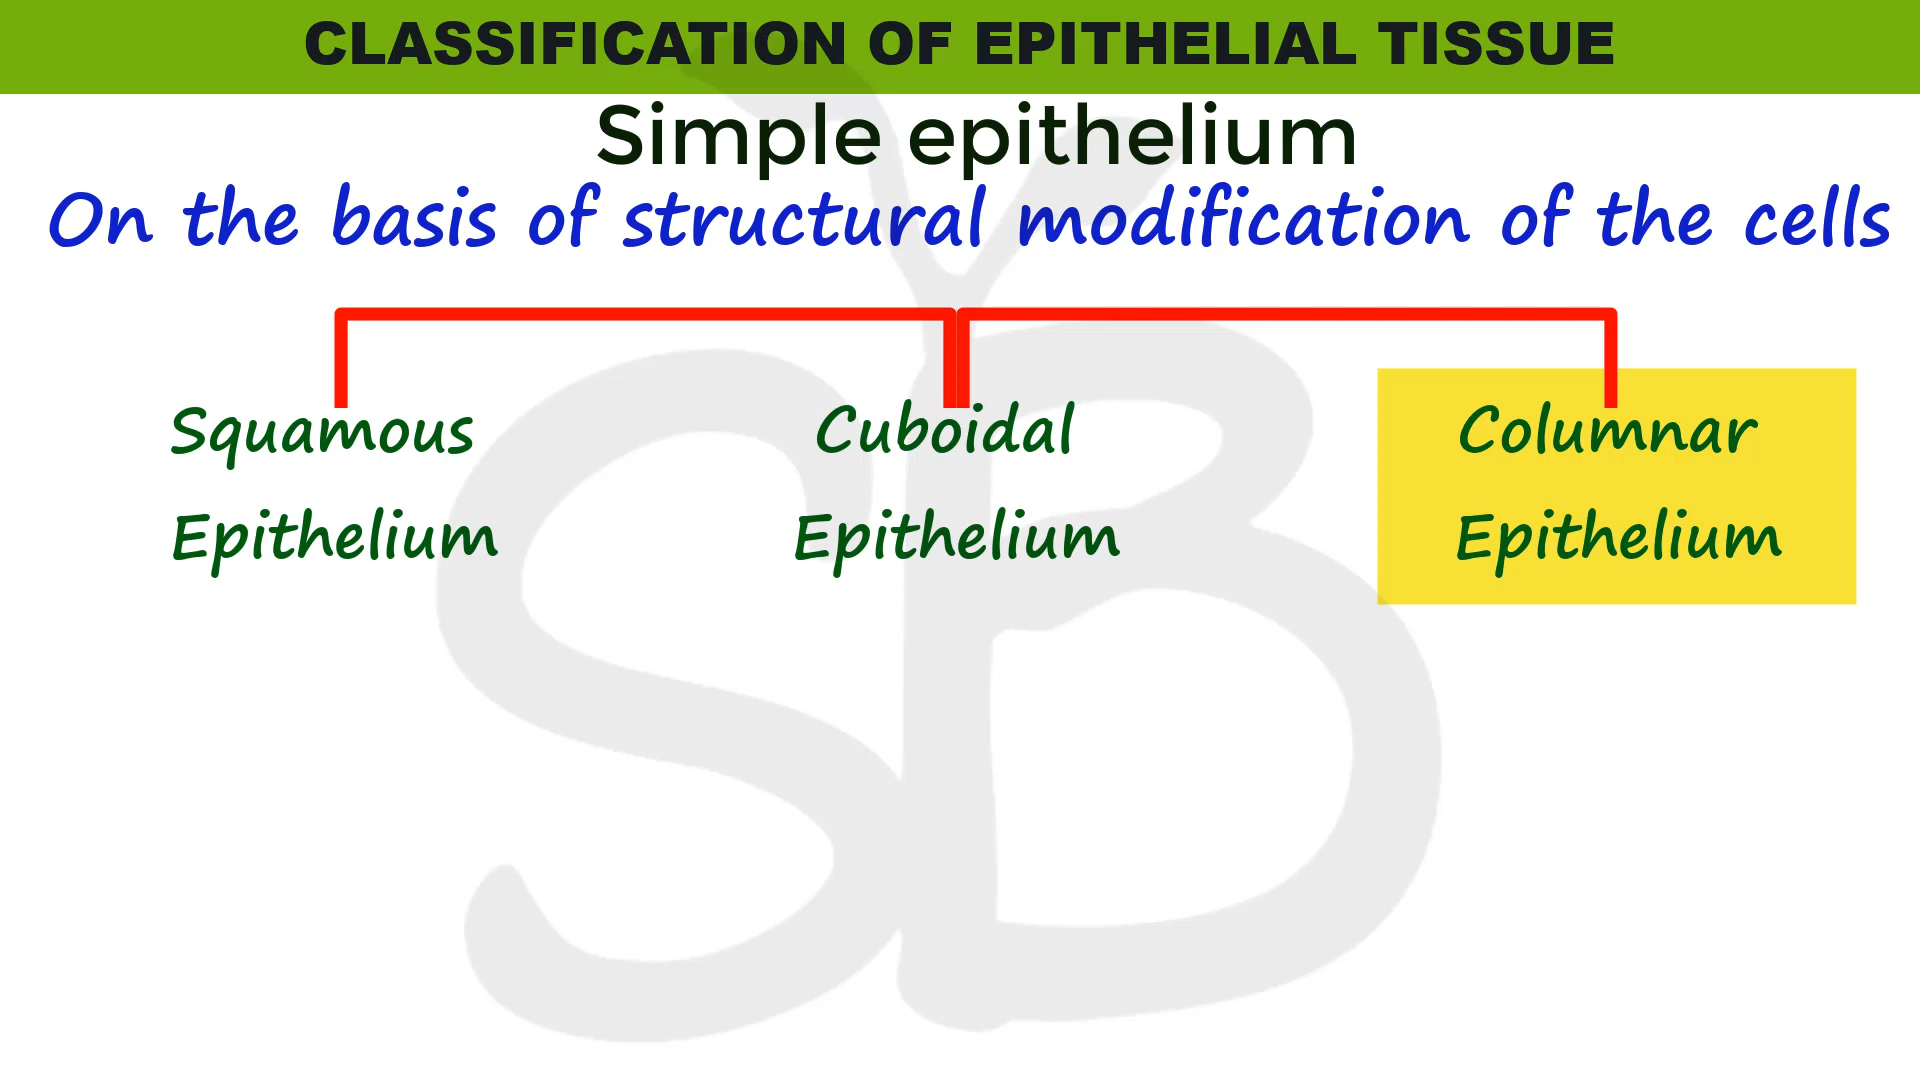 CLASSIFICATION OF EPITHELIAL TISSUE
Simple epithelium
On the basis of structural modification of the cells
Squamous
Epithelium
Cuboidal
Epithelium
Columnar
Epithelium
SB